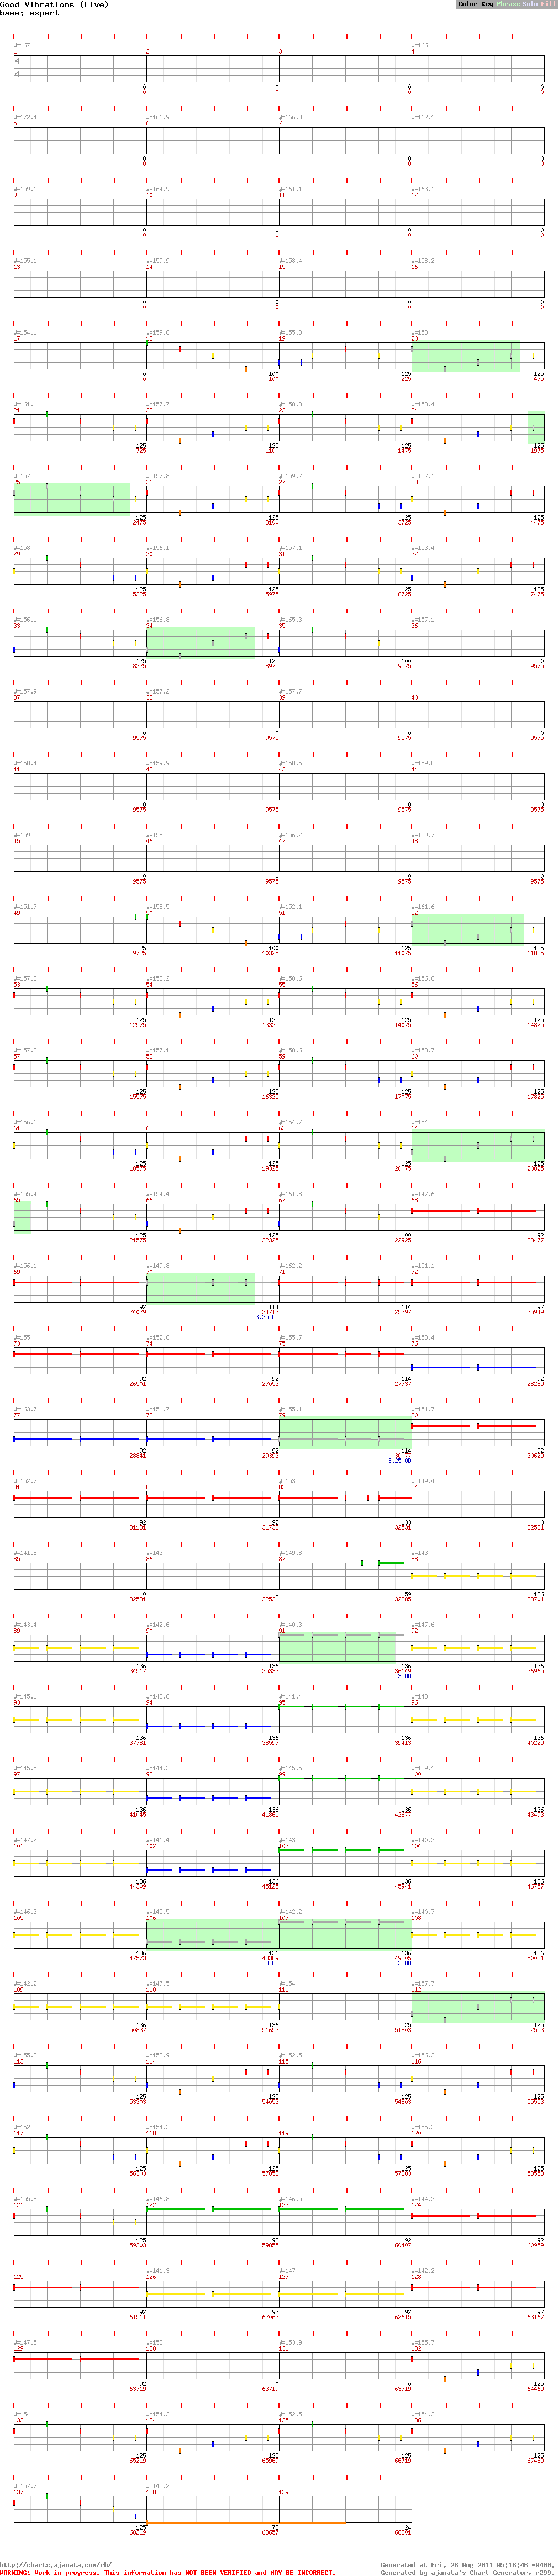 Good Vibrations (Live)
Color Key Phrase Solo Fill
bass: expert
♩=167 ♩=166
1 2 3 4
4
4
0 0 0 0
0 0 0 0
♩=172.4 ♩=166.9 ♩=166.3 ♩=162.1
5 6 7 8
0 0 0 0
0 0 0 0
♩=159.1 ♩=164.9 ♩=161.1 ♩=163.1
9 10 11 12
0 0 0 0
0 0 0 0
♩=155.1 ♩=159.9 ♩=158.4 ♩=158.2
13 14 15 16
0 0 0 0
0 0 0 0
♩=154.1 ♩=159.8 ♩=155.3 ♩=158
17 18 19 20
0 100 125 125
0 100 225 475
♩=161.1 ♩=157.7 ♩=158.8 ♩=158.4
21 22 23 24
125 125 125 125
725 1100 1475 1975
♩=157 ♩=157.8 ♩=159.2 ♩=152.1
25 26 27 28
125 125 125 125
2475 3100 3725 4475
♩=158 ♩=156.1 ♩=157.1 ♩=153.4
29 30 31 32
125 125 125 125
5225 5975 6725 7475
♩=156.1 ♩=156.8 ♩=165.3 ♩=157.1
33 34 35 36
125 125 100 0
8225 8975 9575 9575
♩=157.9 ♩=157.2 ♩=157.7
37 38 39 40
0 0 0 0
9575 9575 9575 9575
♩=158.4 ♩=159.9 ♩=158.5 ♩=159.8
41 42 43 44
0 0 0 0
9575 9575 9575 9575
♩=159 ♩=158 ♩=156.2 ♩=159.7
45 46 47 48
0 0 0 0
9575 9575 9575 9575
♩=151.7 ♩=158.5 ♩=152.1 ♩=161.6
49 50 51 52
25 100 125 125
9725 10325 11075 11825
♩=157.3 ♩=158.2 ♩=158.6 ♩=156.8
53 54 55 56
125 125 125 125
12575 13325 14075 14825
♩=157.8 ♩=157.1 ♩=158.6 ♩=153.7
57 58 59 60
125 125 125 125
15575 16325 17075 17825
♩=156.1 ♩=154.7 ♩=154
61 62 63 64
125 125 125 125
18575 19325 20075 20825
♩=155.4 ♩=154.4 ♩=161.8 ♩=147.6
65 66 67 68
125 125 100 92
21575 22325 22925 23477
♩=156.1 ♩=149.8 ♩=162.2 ♩=151.1
69 70 71 72
92 114 114 92
24029 24713 25397 25949
3.25 OD
♩=155 ♩=152.8 ♩=155.7 ♩=153.4
73 74 75 76
92 92 114 92
26501 27053 27737 28289
♩=163.7 ♩=151.7 ♩=155.1 ♩=151.7
77 78 79 80
92 92 114 92
28841 29393 30077 30629
3.25 OD
♩=152.7 ♩=153 ♩=149.4
81 82 83 84
92 92 133 0
31181 31733 32531 32531
♩=141.8 ♩=143 ♩=149.8 ♩=143
85 86 87 88
0 0 59 136
32531 32531 32885 33701
♩=143.4 ♩=142.6 ♩=140.3 ♩=147.6
89 90 91 92
136 136 136 136
34517 35333 36149 36965
3 OD
♩=145.1 ♩=142.6 ♩=141.4 ♩=143
93 94 95 96
136 136 136 136
37781 38597 39413 40229
♩=145.5 ♩=144.3 ♩=145.5 ♩=139.1
97 98 99 100
136 136 136 136
41045 41861 42677 43493
♩=147.2 ♩=141.4 ♩=143 ♩=140.3
101 102 103 104
136 136 136 136
44309 45125 45941 46757
♩=146.3 ♩=145.5 ♩=142.2 ♩=140.7
105 106 107 108
136 136 136 136
47573 48389 49205 50021
3 OD 3 OD
♩=142.2 ♩=147.5 ♩=154 ♩=157.7
109 110 111 112
136 136 25 125
50837 51653 51803 52553
♩=155.3 ♩=152.9 ♩=152.5 ♩=156.2
113 114 115 116
125 125 125 125
53303 54053 54803 55553
♩=152 ♩=154.3 ♩=155.3
117 118 119 120
125 125 125 125
56303 57053 57803 58553
♩=155.8 ♩=146.8 ♩=146.5 ♩=144.3
121 122 123 124
125 92 92 92
59303 59855 60407 60959
♩=141.3 ♩=147 ♩=142.2
125 126 127 128
92 92 92 92
61511 62063 62615 63167
♩=147.5 ♩=153 ♩=153.9 ♩=155.7
129 130 131 132
92 0 0 125
63719 63719 63719 64469
♩=154 ♩=154.3 ♩=152.5 ♩=154.3
133 134 135 136
125 125 125 125
65219 65969 66719 67469
♩=157.7 ♩=145.2
137 138 139
125 73 24
68219 68657 68801
http://charts.ajanata.com/rb/
Generated at Fri, 26 Aug 2011 05:16:46 -0400.
WARNING: Work in progress. This information has NOT BEEN VERIFIED and MAY BE INCORRECT.
Generated by ajanata's Chart Generator, r299.